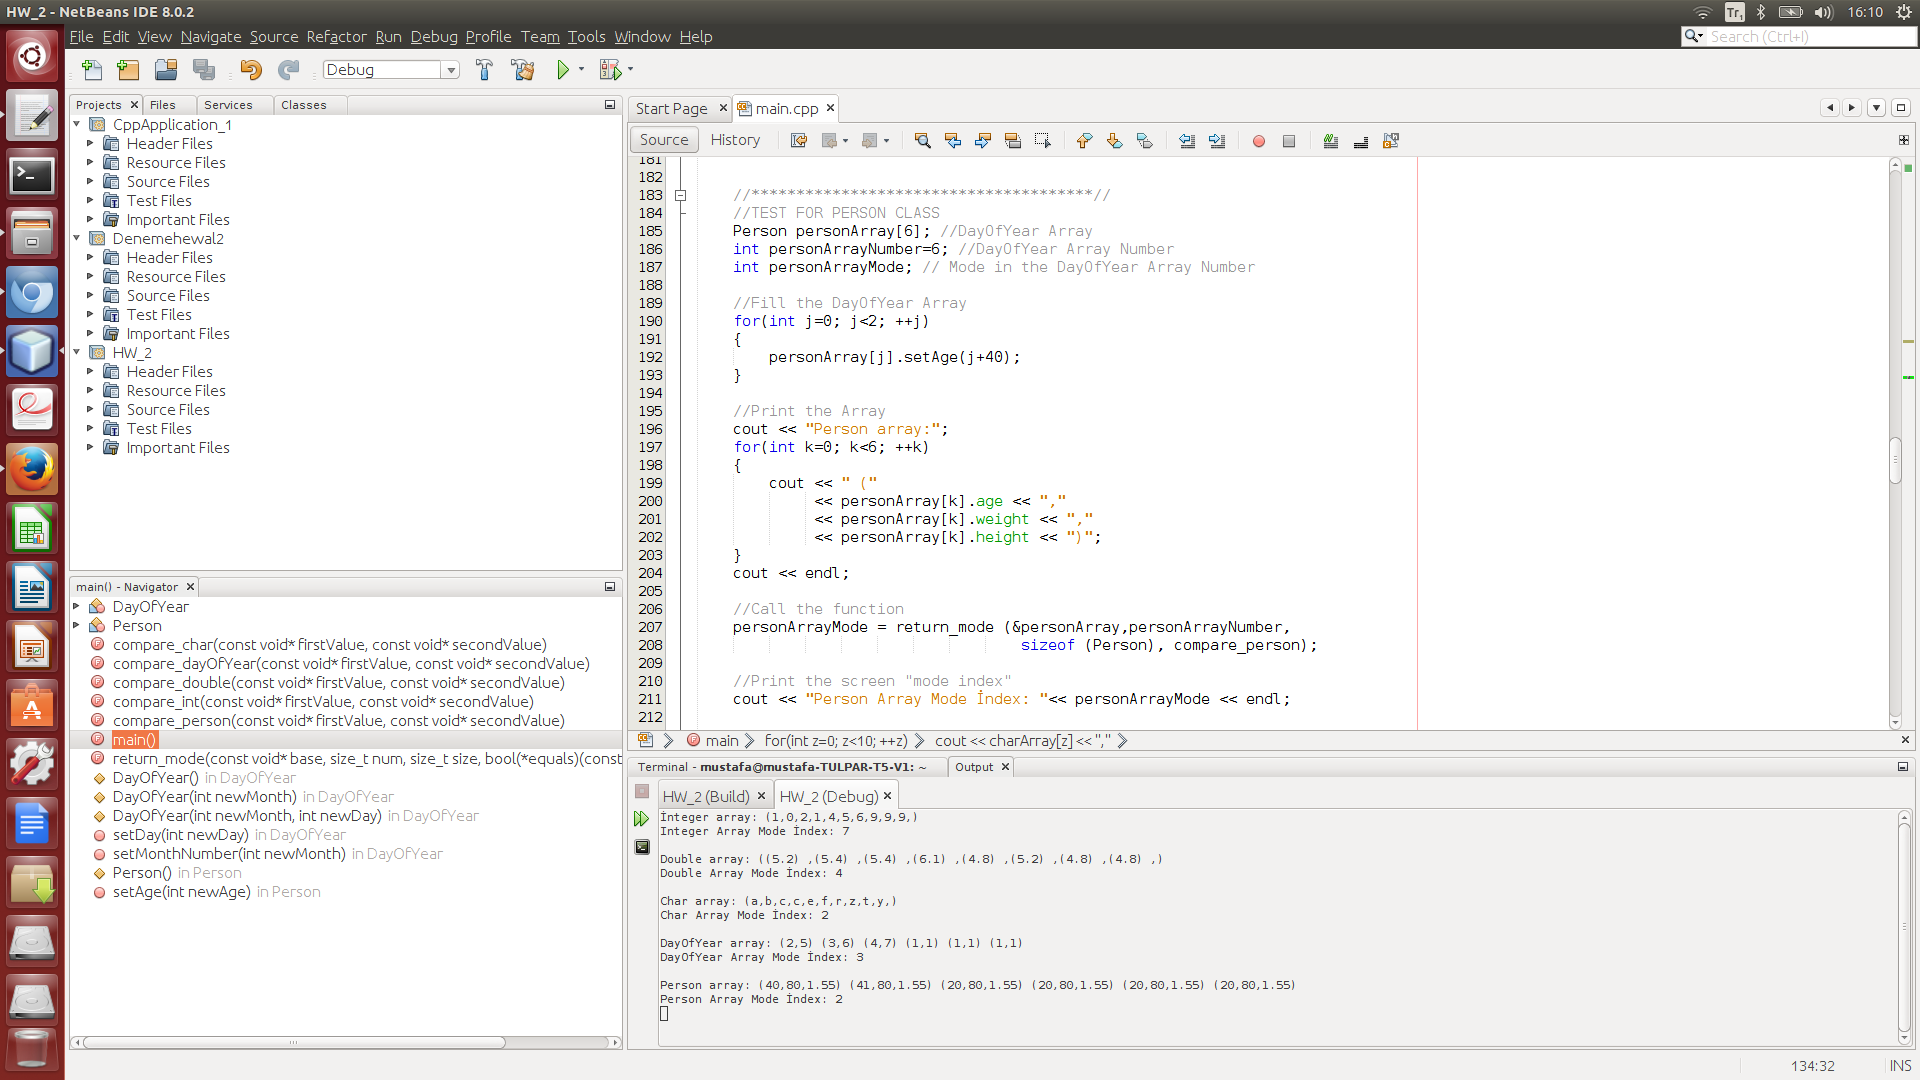 HW_2 - NetBeans IDE 8.0.2
Tr1
16:10
File Edit View Navigate Source Refactor Run Debug Profile Team Tools Window Help
Search (Ctrl+I)
Debug
Projects
Files
Services
Classes
CppApplication_1
Header Files
Resource Files
Source Files
Test Files
Important Files
Denemehewal2
Header Files
Resource Files
Source Files
Test Files
Important Files
HW_2
Header Files
Resource Files
Source Files
Test Files
Important Files
main() - Navigator
DayOfYear
Person
compare_char(const void* firstValue, const void* secondValue)
compare_dayOfYear(const void* firstValue, const void* secondValue)
compare_double(const void* firstValue, const void* secondValue)
compare_int(const void* firstValue, const void* secondValue)
compare_person(const void* firstValue, const void* secondValue)
main()
return_mode(const void* base, size_t num, size_t size, bool(*equals)(const
DayOfYear() in DayOfYear
DayOfYear(int newMonth) in DayOfYear
DayOfYear(int newMonth, int newDay) in DayOfYear
setDay(int newDay) in DayOfYear
setMonthNumber(int newMonth) in DayOfYear
Person() in Person
setAge(int newAge) in Person
Start Page
main.cpp
Source
History
181
182
183 //**************************************//
184 //TEST FOR PERSON CLASS
185 Person personArray[6]; //DayOfYear Array
186 int personArrayNumber=6; //DayOfYear Array Number
187 int personArrayMode; // Mode in the DayOfYear Array Number
188
189 //Fill the DayOfYear Array
190 for(int j=0; j<2; ++j)
191 {
192 personArray[j].setAge(j+40);
193 }
194
195 //Print the Array
196 cout << "Person array:";
197 for(int k=0; k<6; ++k)
198 {
199 cout << " ("
200 << personArray[k].age << ","
201 << personArray[k].weight << ","
202 << personArray[k].height << ")";
203 }
204 cout << endl;
205
206 //Call the function
207 personArrayMode = return_mode (&personArray,personArrayNumber,
208 sizeof (Person), compare_person);
209
210 //Print the screen "mode index"
211 cout << "Person Array Mode İndex: "<< personArrayMode << endl;
212
main
for(int z=0; z<10; ++z)
cout << charArray[z] << ","
Terminal - mustafa@mustafa-TULPAR-T5-V1: ~
Output
HW_2 (Build)
HW_2 (Debug)
İnteger array: (1,0,2,1,4,5,6,9,9,9,)
Integer Array Mode İndex: 7
Double array: ((5.2) ,(5.4) ,(5.4) ,(6.1) ,(4.8) ,(5.2) ,(4.8) ,(4.8) ,)
Double Array Mode İndex: 4
Char array: (a,b,c,c,e,f,r,z,t,y,)
Char Array Mode İndex: 2
DayOfYear array: (2,5) (3,6) (4,7) (1,1) (1,1) (1,1)
DayOfYear Array Mode İndex: 3
Person array: (40,80,1.55) (41,80,1.55) (20,80,1.55) (20,80,1.55) (20,80,1.55) (20,80,1.55)
Person Array Mode İndex: 2
134:32
INS